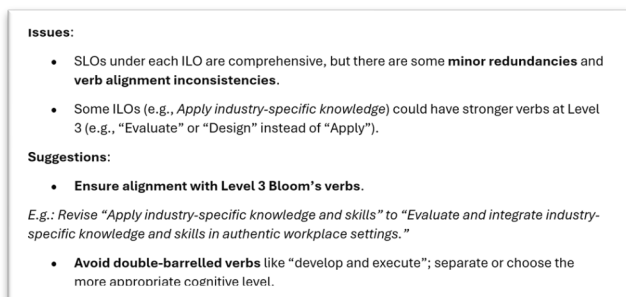 Issues:
• SLOs under each ILO are comprehensive, but there are some minor redundancies and
verb alignment inconsistencies.
• Some ILOs (e.g., Apply industry-specific knowledge) could have stronger verbs at Level
3 (e.g., “Evaluate” or “Design” instead of “Apply”).
Suggestions:
• Ensure alignment with Level 3 Bloom’s verbs.
E.g.: Revise “Apply industry-specific knowledge and skills” to “Evaluate and integrate industry-
specific knowledge and skills in authentic workplace settings.”
• Avoid double-barrelled verbs like “develop and execute”; separate or choose the
more appropriate cognitive level.